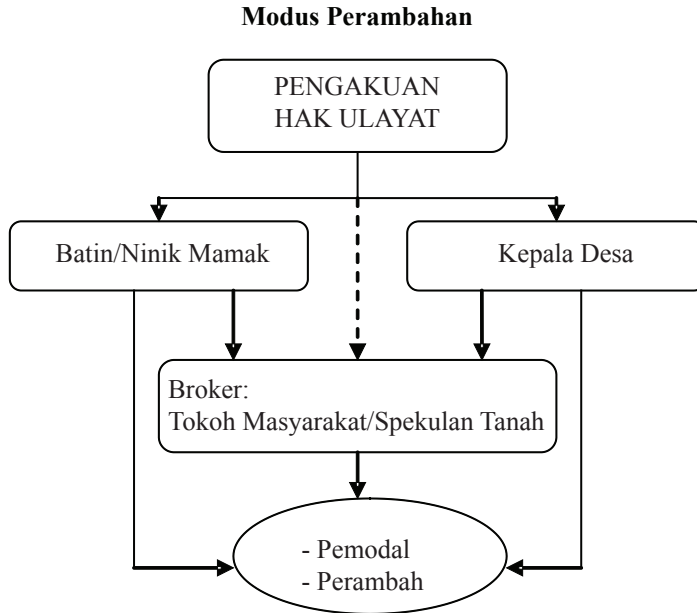 Modus Perambahan
PENGAKUAN
HAK ULAYAT
Batin/Ninik Mamak
Kepala Desa
Broker:
Tokoh Masyarakat/Spekulan Tanah
- Pemodal
- Perambah